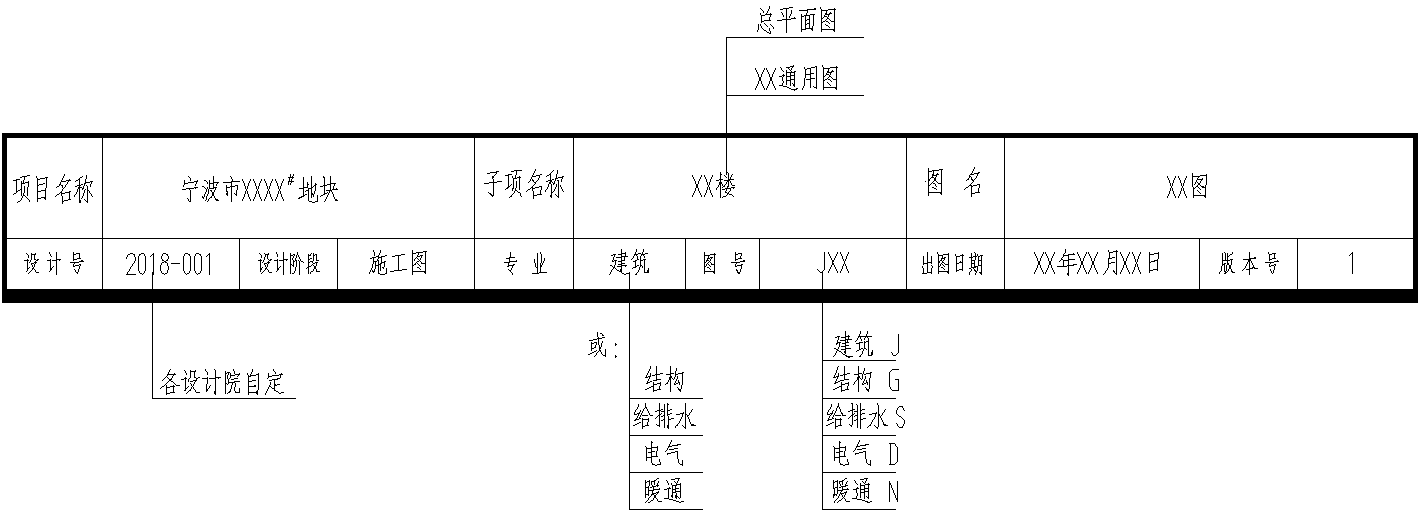 总平面图
XX通用图
项目名称 宁波市XXXX#地块 子项名称 XX楼 图 名 XX图
设计号 2018-001 设计阶段 施工图 专 业 建筑 图 号 JXX 出图日期 XX年XX月XX日 版本号 1
各设计院自定
或:
结构
给排水
电气
暖通
建筑 J
结构 G
给排水 S
电气 D
暖通 N